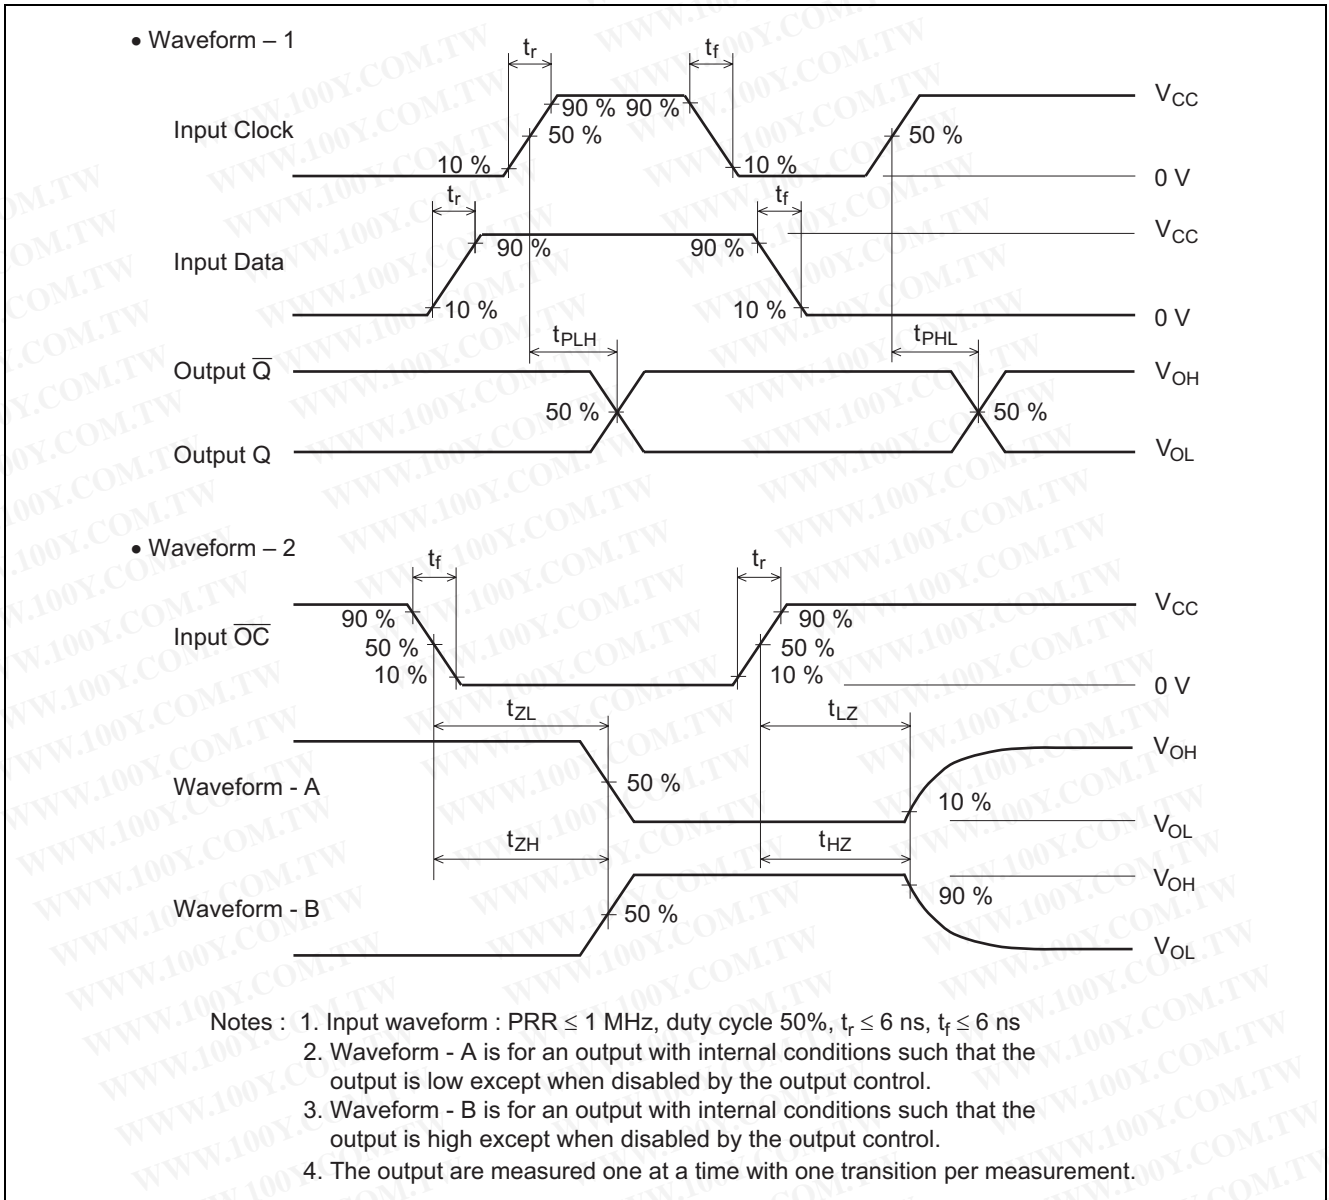 • Waveform – 1
tr
tf
Input Clock
90 % 90 %
50 %
10 %
10 %
50 %
VCC
0 V
tr
tf
Input Data
90 %
90 %
10 %
10 %
VCC
0 V
tPLH
tPHL
Output Q̅
50 %
50 %
VOH
Output Q
VOL
• Waveform – 2
tf
tr
Input O̅C̅
90 %
50 %
10 %
90 %
50 %
10 %
VCC
0 V
tZL
tLZ
Waveform - A
50 %
10 %
VOH
VOL
tZH
tHZ
Waveform - B
50 %
90 %
VOH
VOL
Notes : 1. Input waveform : PRR ≤ 1 MHz, duty cycle 50%, tr ≤ 6 ns, tf ≤ 6 ns
2. Waveform - A is for an output with internal conditions such that the
output is low except when disabled by the output control.
3. Waveform - B is for an output with internal conditions such that the
output is high except when disabled by the output control.
4. The output are measured one at a time with one transition per measurement.
WWW.100Y.COM.TW